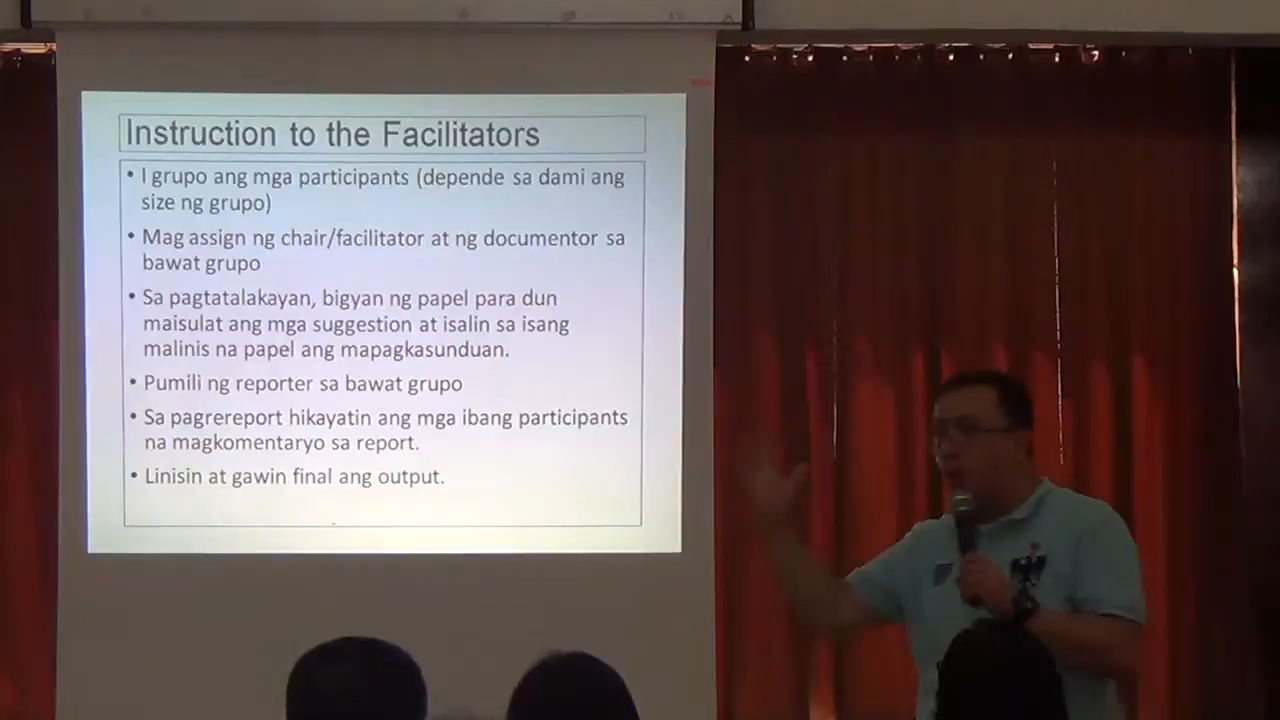 Instruction to the Facilitators
• I grupo ang mga participants (depende sa dami ang
size ng grupo)
• Mag assign ng chair/facilitator at ng documentor sa
bawat grupo
• Sa pagtatalakayan, bigyan ng papel para dun
maisulat ang mga suggestion at isalin sa isang
malinis na papel ang mapagkasunduan.
• Pumili ng reporter sa bawat grupo
• Sa pagrereport hikayatin ang mga ibang participants
na magkomentaryo sa report.
• Linisin at gawin final ang output.